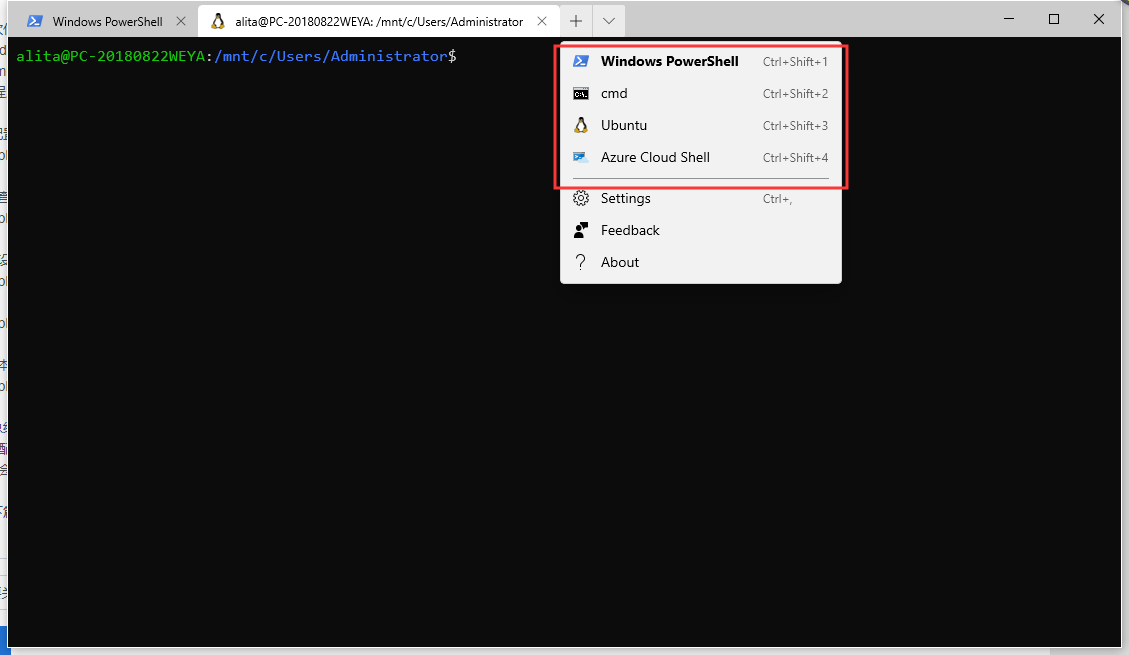 Windows PowerShell
alita@PC-20180822WEYA: /mnt/c/Users/Administrator
alita@PC-20180822WEYA:/mnt/c/Users/Administrator$
Windows PowerShell Ctrl+Shift+1
cmd Ctrl+Shift+2
Ubuntu Ctrl+Shift+3
Azure Cloud Shell Ctrl+Shift+4
Settings Ctrl+,
Feedback
About